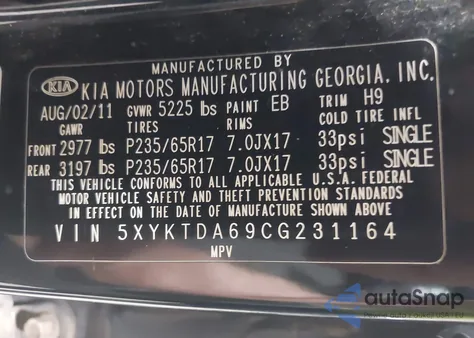 MANUFACTURED BY
KIA KIA MOTORS MANUFACTURING GEORGIA, INC.
AUG/02/11 GVWR 5225 lbs PAINT EB TRIM H9
GAWR TIRES RIMS COLD TIRE INFL
FRONT 2977 lbs P235/65R17 7.0JX17 33psi SINGLE
REAR 3197 lbs P235/65R17 7.0JX17 33psi SINGLE
THIS VEHICLE CONFORMS TO ALL APPLICABLE U.S.A. FEDERAL
MOTOR VEHICLE SAFETY AND THEFT PREVENTION STANDARDS
IN EFFECT ON THE DATE OF MANUFACTURE SHOWN ABOVE
VIN 5XYKTDA69CG231164
MPV
autoSnap